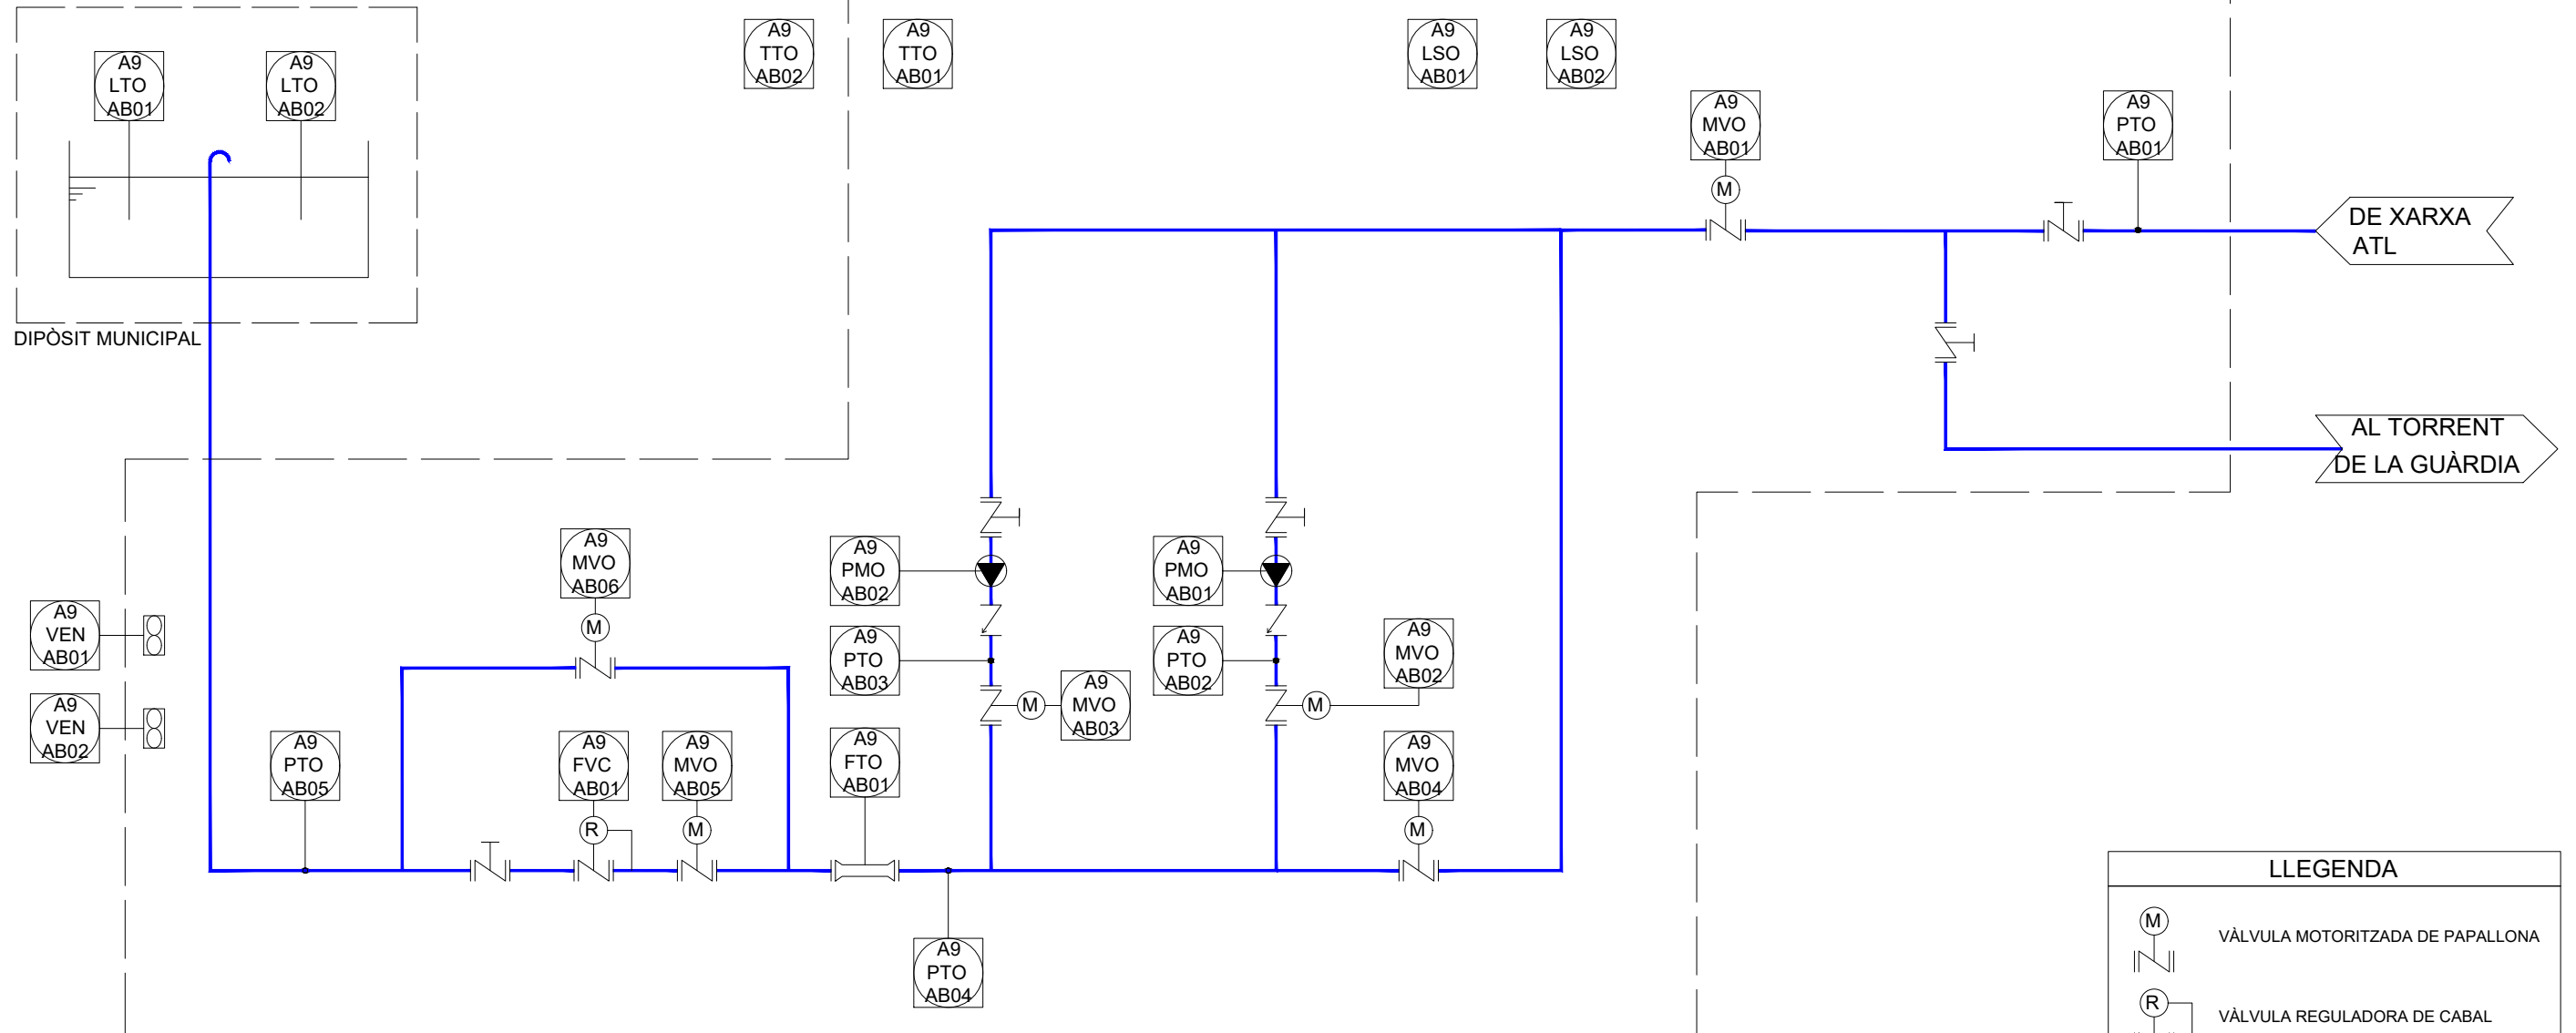 A9
LTO
AB01
A9
LTO
AB02
DIPÒSIT MUNICIPAL
A9
TTO
AB02
A9
TTO
AB01
A9
LSO
AB01
A9
LSO
AB02
A9
MVO
AB01
M
A9
PTO
AB01
DE XARXA
ATL
AL TORRENT
DE LA GUÀRDIA
A9
MVO
AB06
M
A9
PMO
AB02
A9
PMO
AB01
A9
VEN
AB01
A9
VEN
AB02
A9
PTO
AB03
A9
MVO
AB03
M
A9
PTO
AB02
A9
MVO
AB02
M
A9
PTO
AB05
A9
FVC
AB01
R
A9
MVO
AB05
M
A9
FTO
AB01
A9
MVO
AB04
M
A9
PTO
AB04
LLEGENDA
M
VÀLVULA MOTORITZADA DE PAPALLONA
R
VÀLVULA REGULADORA DE CABAL